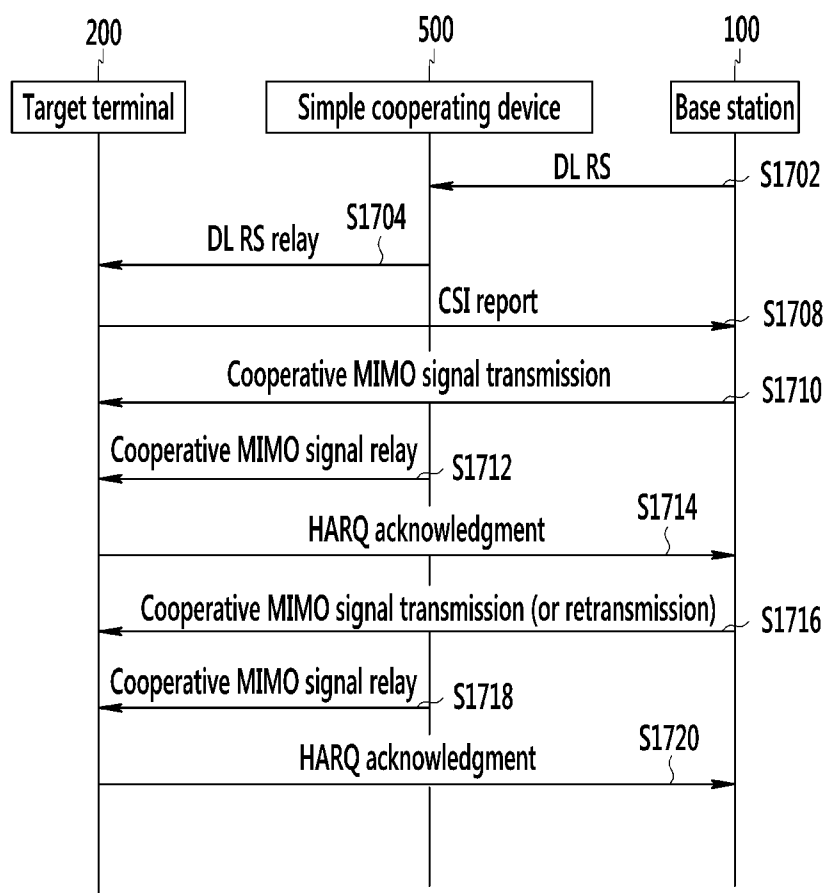 200
500
100
Target terminal
Simple cooperating device
Base station
DL RS
S1702
S1704
DL RS relay
CSI report
S1708
Cooperative MIMO signal transmission
S1710
Cooperative MIMO signal relay
S1712
S1714
HARQ acknowledgment
Cooperative MIMO signal transmission (or retransmission)
S1716
Cooperative MIMO signal relay
S1718
S1720
HARQ acknowledgment